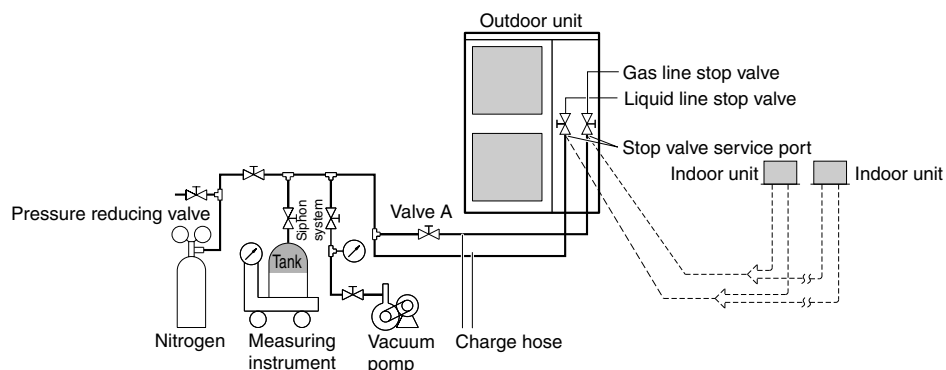 Outdoor unit
Gas line stop valve
Liquid line stop valve
Stop valve service port
Indoor unit
Indoor unit
Pressure reducing valve
Siphon
system
Valve A
Tank
Nitrogen
Measuring
instrument
Vacuum
pump
Charge hose